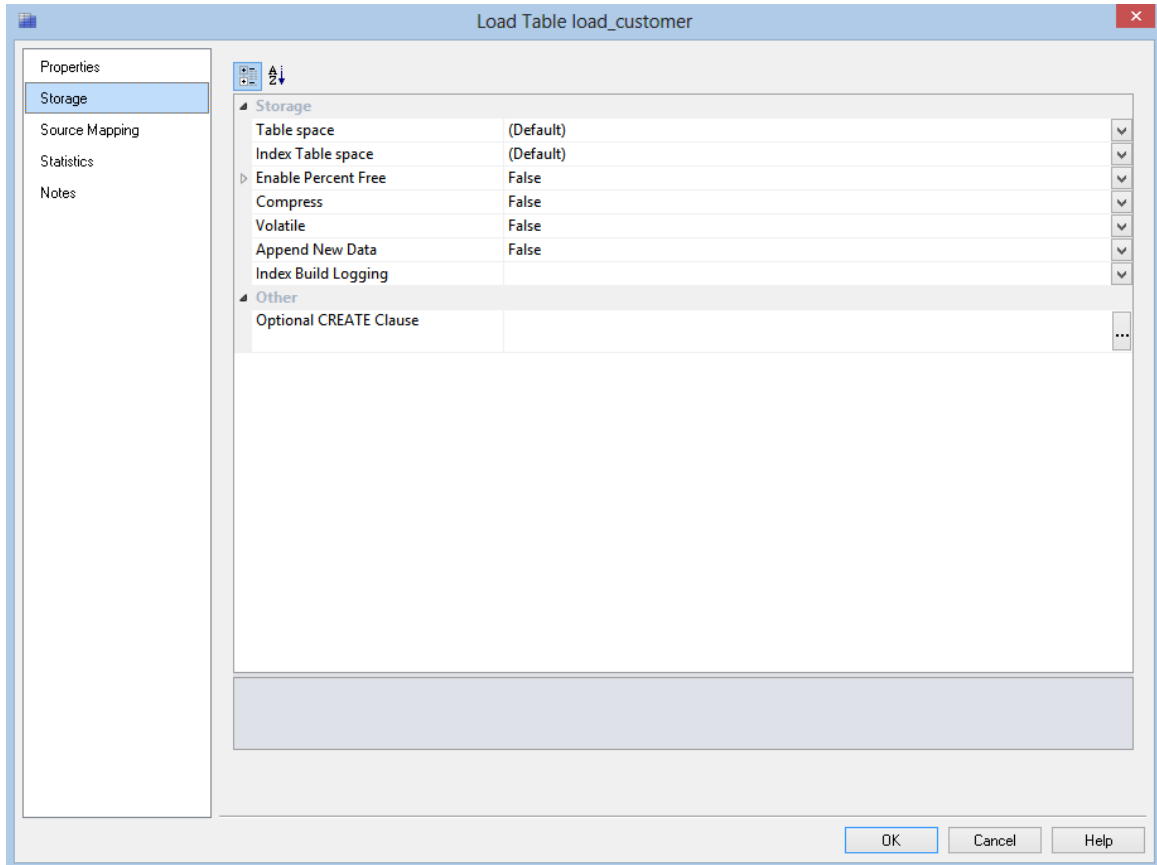 Load Table load_customer
Properties
Storage
Source Mapping
Statistics
Notes
Storage
Table space (Default)
Index Table space (Default)
Enable Percent Free False
Compress False
Volatile False
Append New Data False
Index Build Logging
Other
Optional CREATE Clause
...
OK Cancel Help